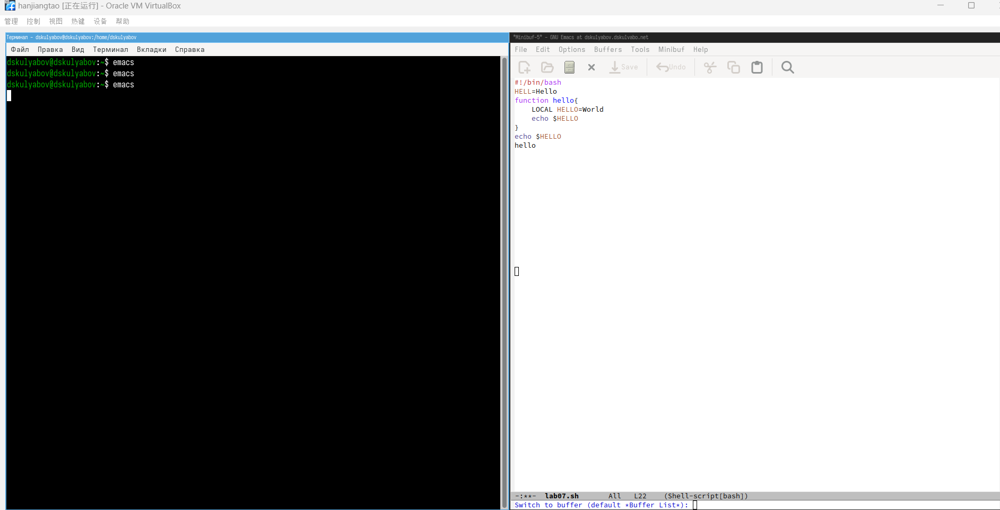 hanjiangtao [正在运行] - Oracle VM VirtualBox
管理 控制 视图 热键 设备 帮助
Терминал - dskulyabov@dskulyabov:/home/dskulyabov
Файл Правка Вид Терминал Вкладки Справка
dskulyabov@dskulyabov:~$ emacs
dskulyabov@dskulyabov:~$ emacs
dskulyabov@dskulyabov:~$ emacs
*Minibuf-5* - GNU Emacs at dskulyabov.dskulvabo.net
File Edit Options Buffers Tools Minibuf Help
Save Undo
#!/bin/bash
HELL=Hello
function hello{
    LOCAL HELLO=World
    echo $HELLO
}
echo $HELLO
hello
-:**- lab07.sh All L22 (Shell-script[bash])
Switch to buffer (default *Buffer List*):